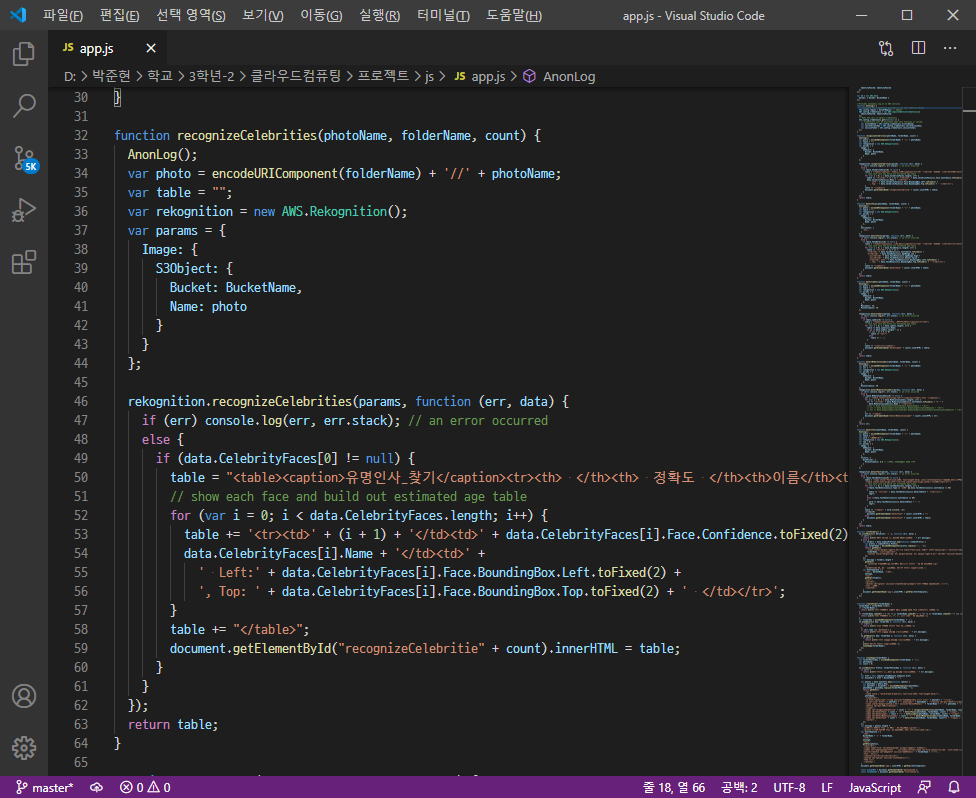 파일(F) 편집(E) 선택 영역(S) 보기(V) 이동(G) 실행(R) 터미널(T) 도움말(H) app.js - Visual Studio Code
JS app.js
D: > 박준현 > 학교 > 3학년-2 > 클라우드컴퓨팅 > 프로젝트 > js > JS app.js > AnonLog
30 }
31
32 function recognizeCelebrities(photoName, folderName, count) {
33 AnonLog();
34 var photo = encodeURIComponent(folderName) + '//' + photoName;
35 var table = "";
36 var rekognition = new AWS.Rekognition();
37 var params = {
38 Image: {
39 S3Object: {
40 Bucket: BucketName,
41 Name: photo
42 }
43 }
44 };
45
46 rekognition.recognizeCelebrities(params, function (err, data) {
47 if (err) console.log(err, err.stack); // an error occurred
48 else {
49 if (data.CelebrityFaces[0] != null) {
50 table = "<table><caption>유명인사_찾기</caption><tr><th> </th><th> 정확도 </th><th>이름</th><t
51 // show each face and build out estimated age table
52 for (var i = 0; i < data.CelebrityFaces.length; i++) {
53 table += '<tr><td>' + (i + 1) + '</td><td>' + data.CelebrityFaces[i].Face.Confidence.toFixed(2)
54 data.CelebrityFaces[i].Name + '</td><td>' +
55 ' Left:' + data.CelebrityFaces[i].Face.BoundingBox.Left.toFixed(2) +
56 ', Top: ' + data.CelebrityFaces[i].Face.BoundingBox.Top.toFixed(2) + ' </td></tr>';
57 }
58 table += "</table>";
59 document.getElementById("recognizeCelebritie" + count).innerHTML = table;
60 }
61 }
62 });
63 return table;
64 }
65
5K
master* 0 0 줄 18, 열 66 공백: 2 UTF-8 LF JavaScript